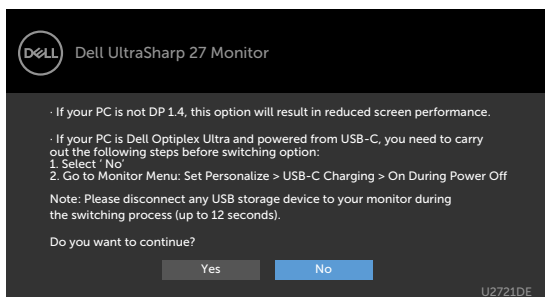 DELL
Dell UltraSharp 27 Monitor
· If your PC is not DP 1.4, this option will result in reduced screen performance.
· If your PC is Dell Optiplex Ultra and powered from USB-C, you need to carry
out the following steps before switching option:
1. Select ‘ No’
2. Go to Monitor Menu: Set Personalize > USB-C Charging > On During Power Off
Note: Please disconnect any USB storage device to your monitor during
the switching process (up to 12 seconds).
Do you want to continue?
Yes No
U2721DE